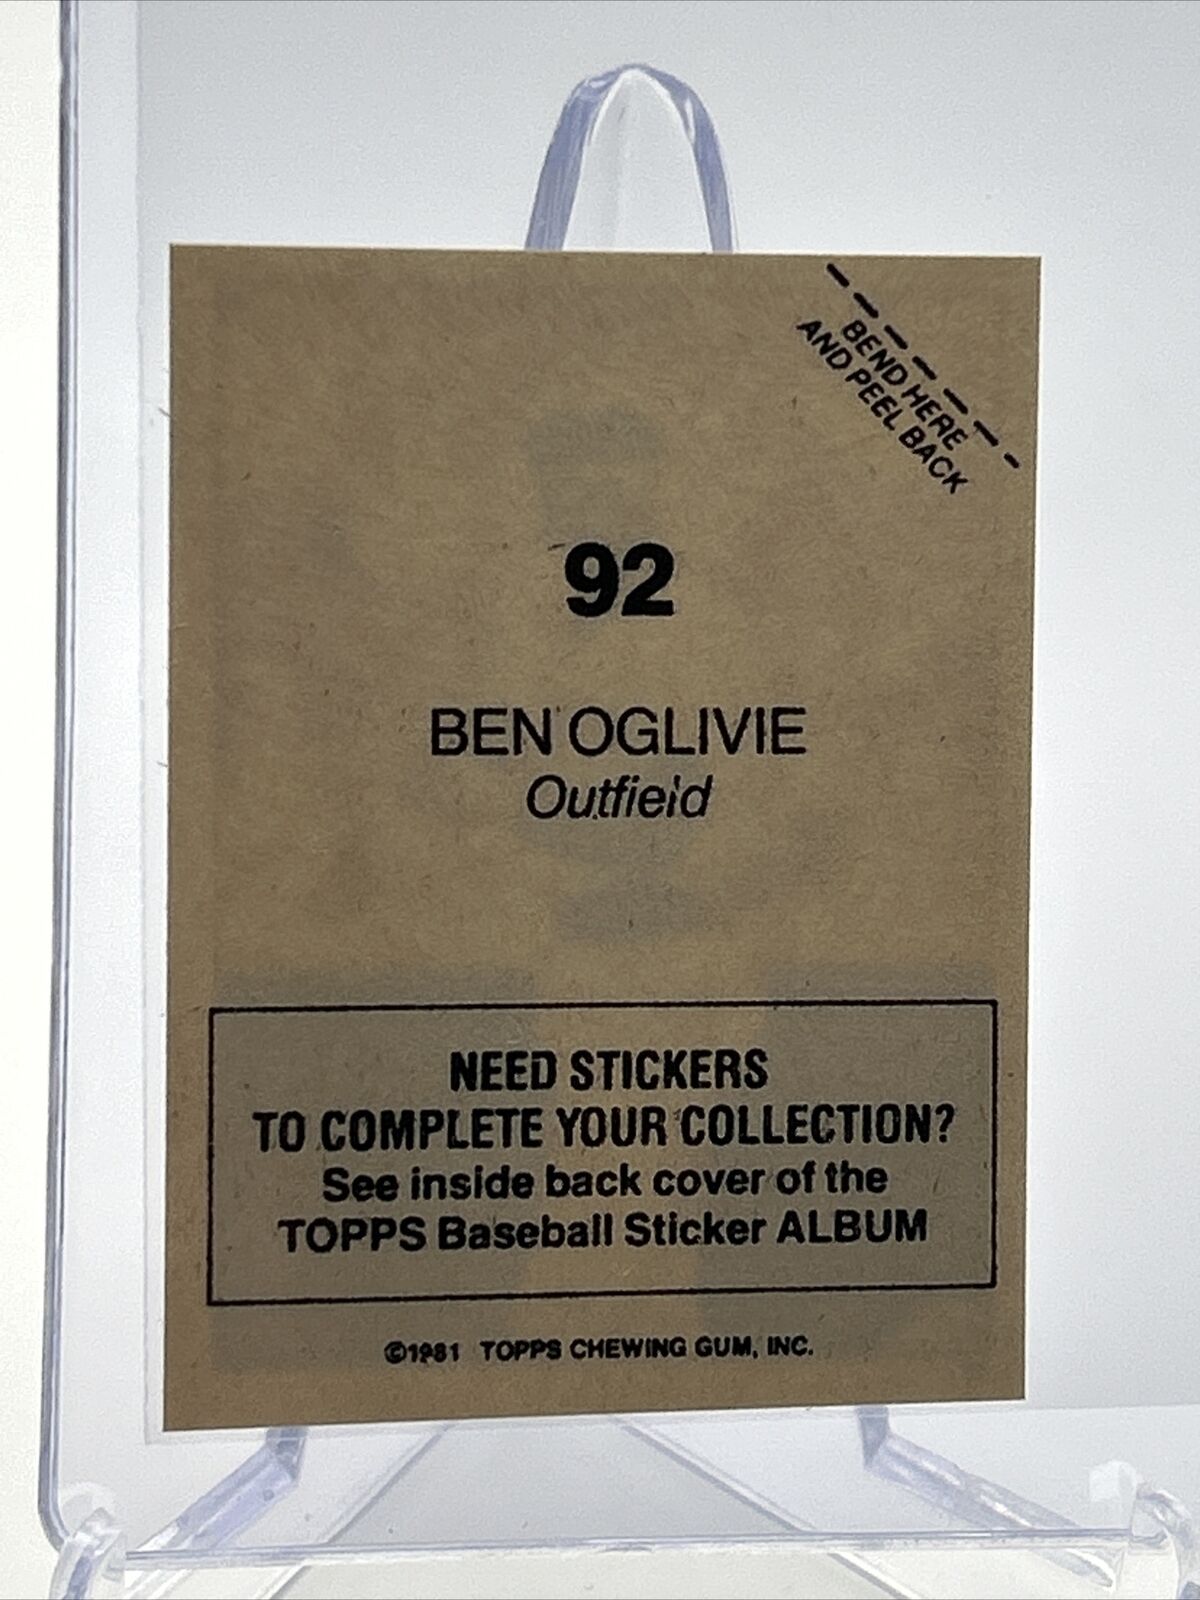 BEND HERE
AND PEEL BACK
92
BEN OGLIVIE
Outfield
NEED STICKERS
TO COMPLETE YOUR COLLECTION?
See inside back cover of the
TOPPS Baseball Sticker ALBUM
©1981 TOPPS CHEWING GUM, INC.